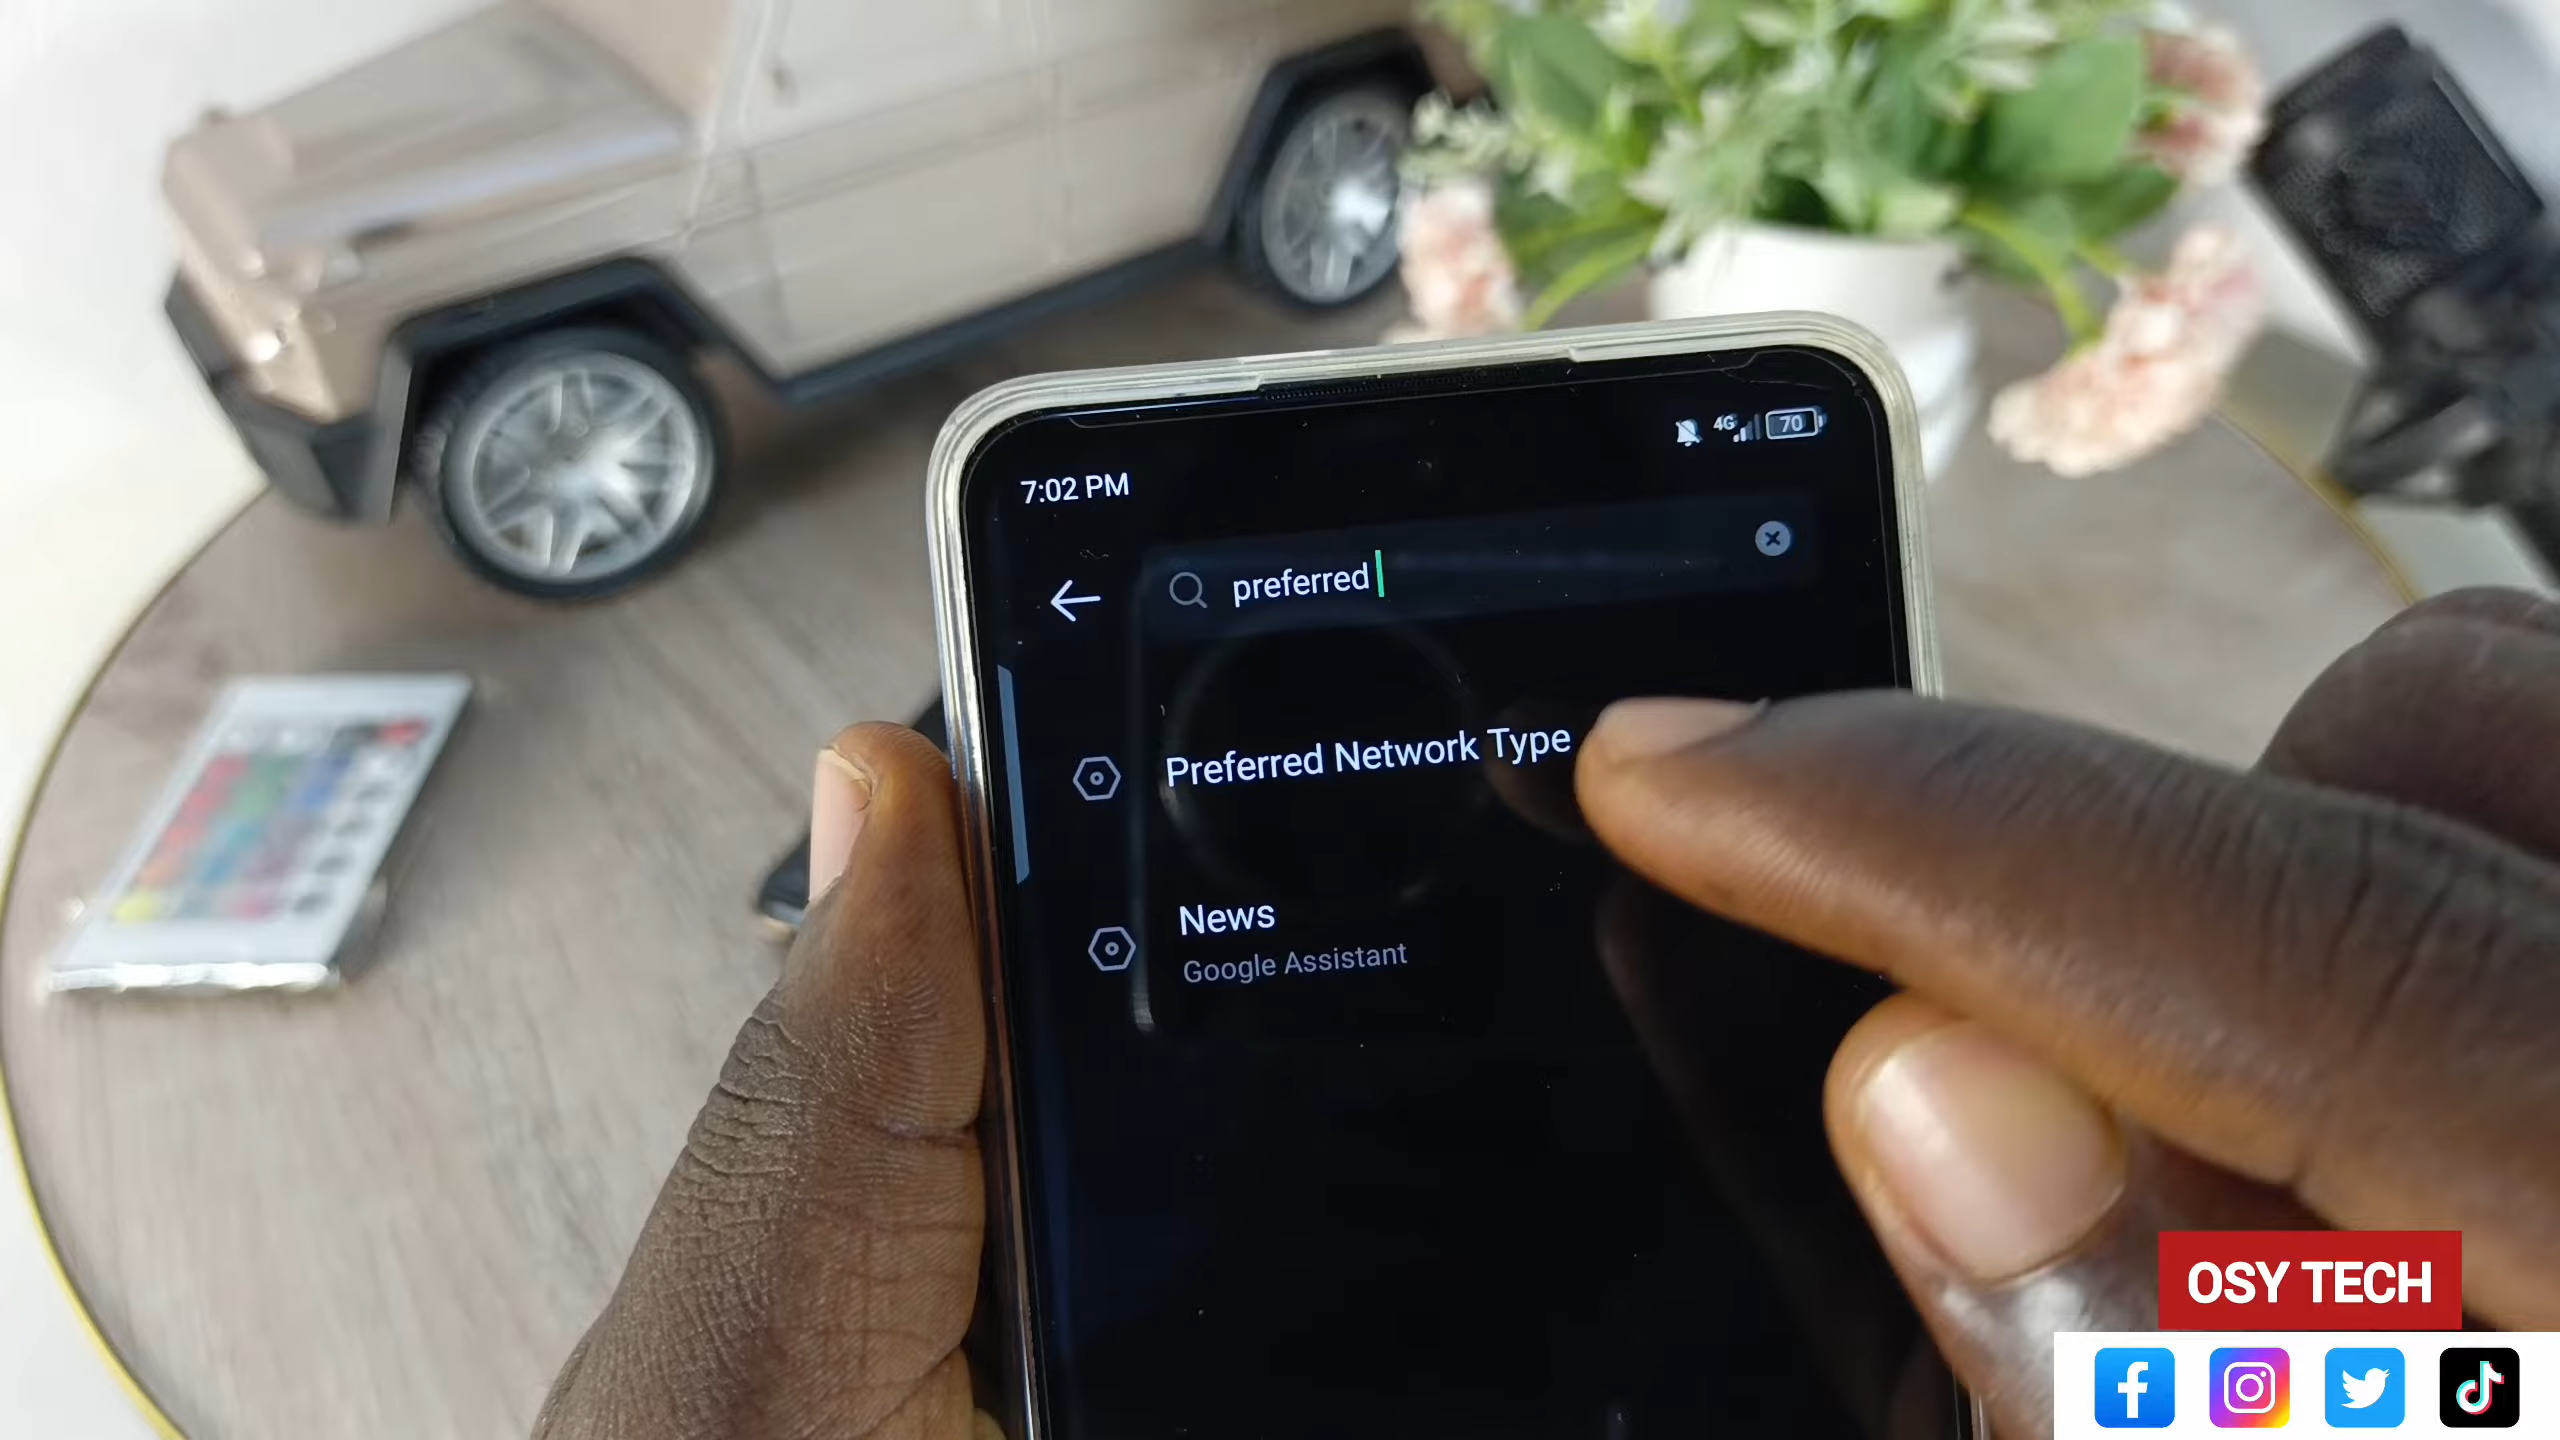 7:02 PM
4G
70
preferred
Preferred Network Type
News
Google Assistant
OSY TECH